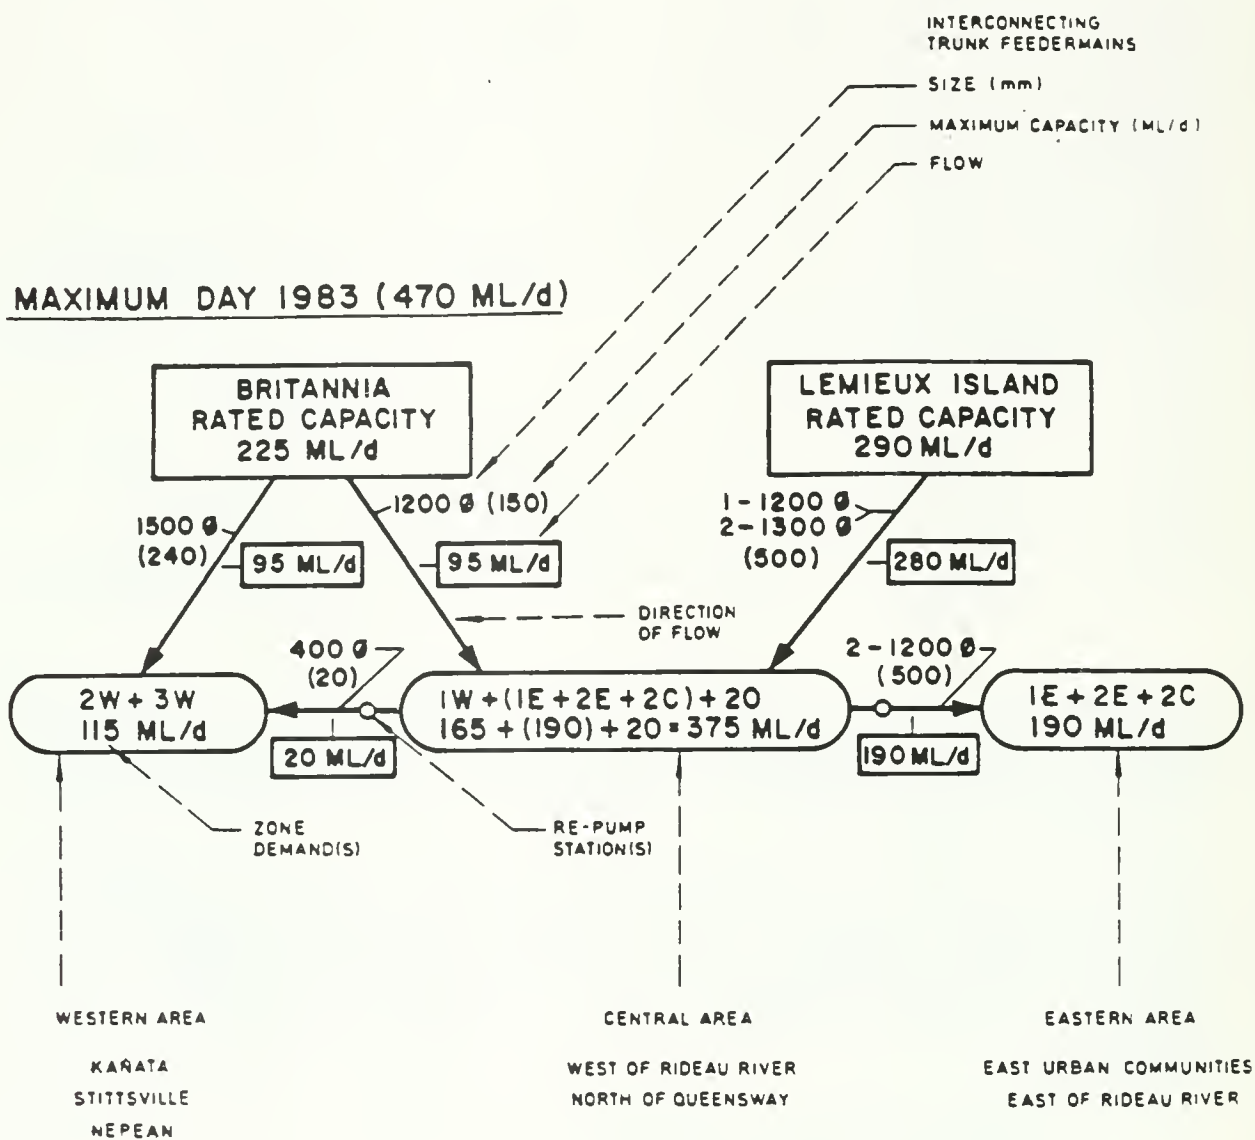 INTERCONNECTING
TRUNK FEEDERMAINS
SIZE (mm)
MAXIMUM CAPACITY (ML/d)
FLOW
MAXIMUM DAY 1983 (470 ML/d)
BRITANNIA
RATED CAPACITY
225 ML/d
LEMIEUX ISLAND
RATED CAPACITY
290 ML/d
1500 Ø
(240)
95 ML/d
1200 Ø (150)
95 ML/d
1-1200 Ø
2-1300 Ø
(500)
280 ML/d
DIRECTION
OF FLOW
400 Ø
(20)
2-1200 Ø
(500)
2W + 3W
115 ML/d
1W + (1E + 2E + 2C) + 20
165 + (190) + 20 = 375 ML/d
1E + 2E + 2C
190 ML/d
20 ML/d
190 ML/d
ZONE
DEMAND(S)
RE-PUMP
STATION(S)
WESTERN AREA
KANATA
STITTSVILLE
NEPEAN
CENTRAL AREA
WEST OF RIDEAU RIVER
NORTH OF QUEENSWAY
EASTERN AREA
EAST URBAN COMMUNITIES
EAST OF RIDEAU RIVER